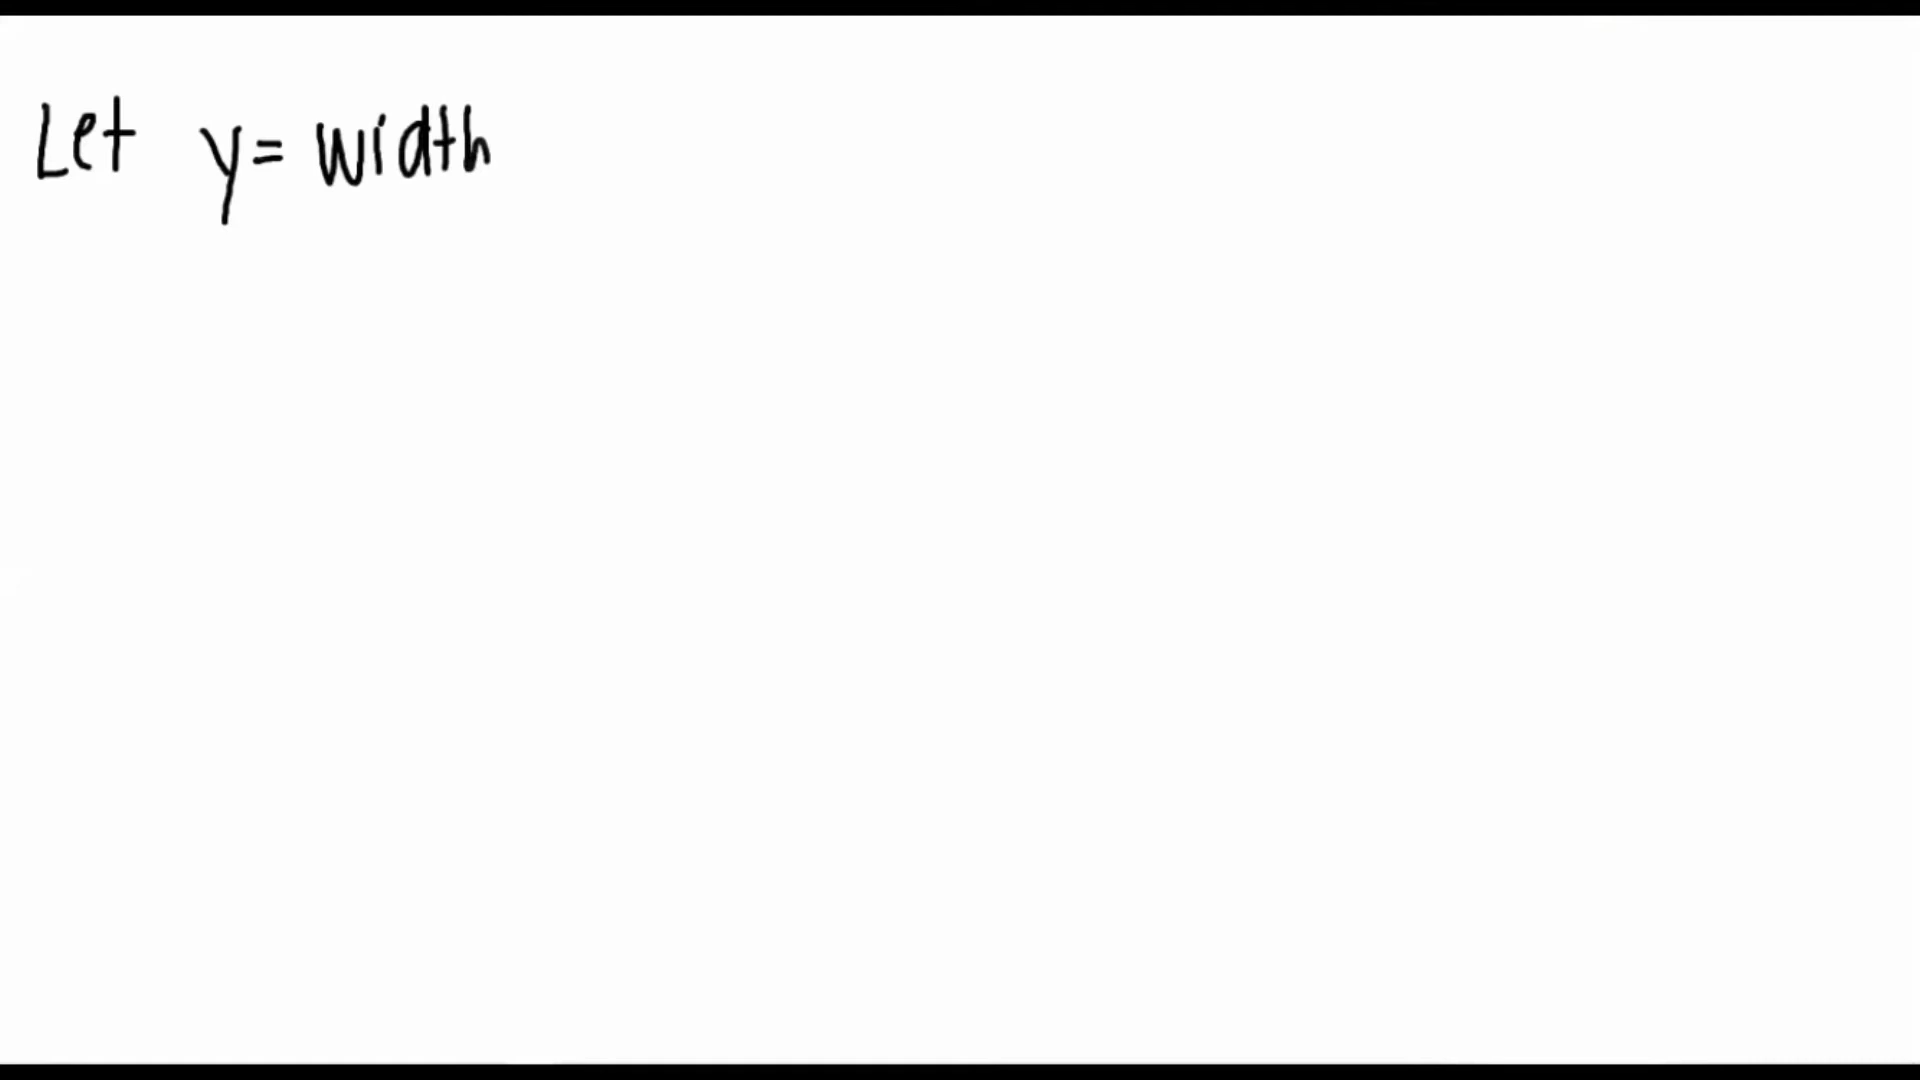 Let y = width